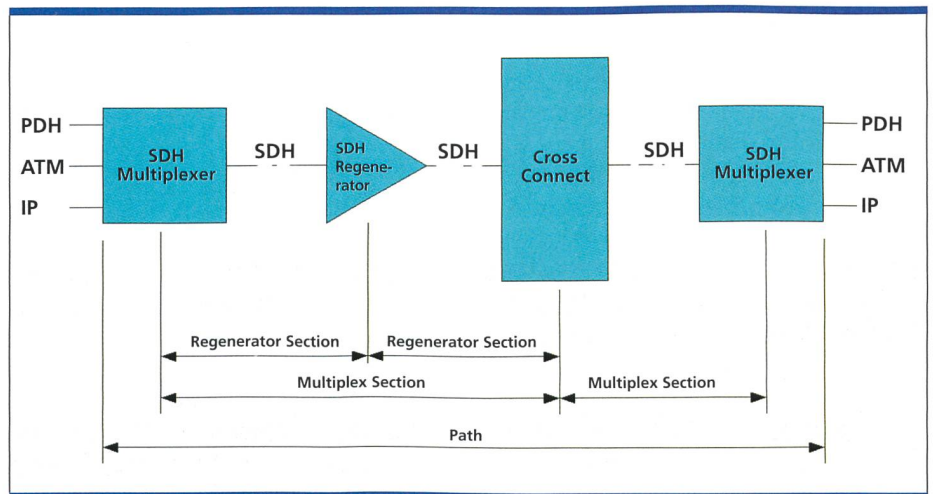 PDH
ATM
IP
SDH
Multiplexer
SDH
SDH
Regene-
rator
SDH
Cross
Connect
SDH
SDH
Multiplexer
PDH
ATM
IP
Regenerator Section
Regenerator Section
Multiplex Section
Multiplex Section
Path